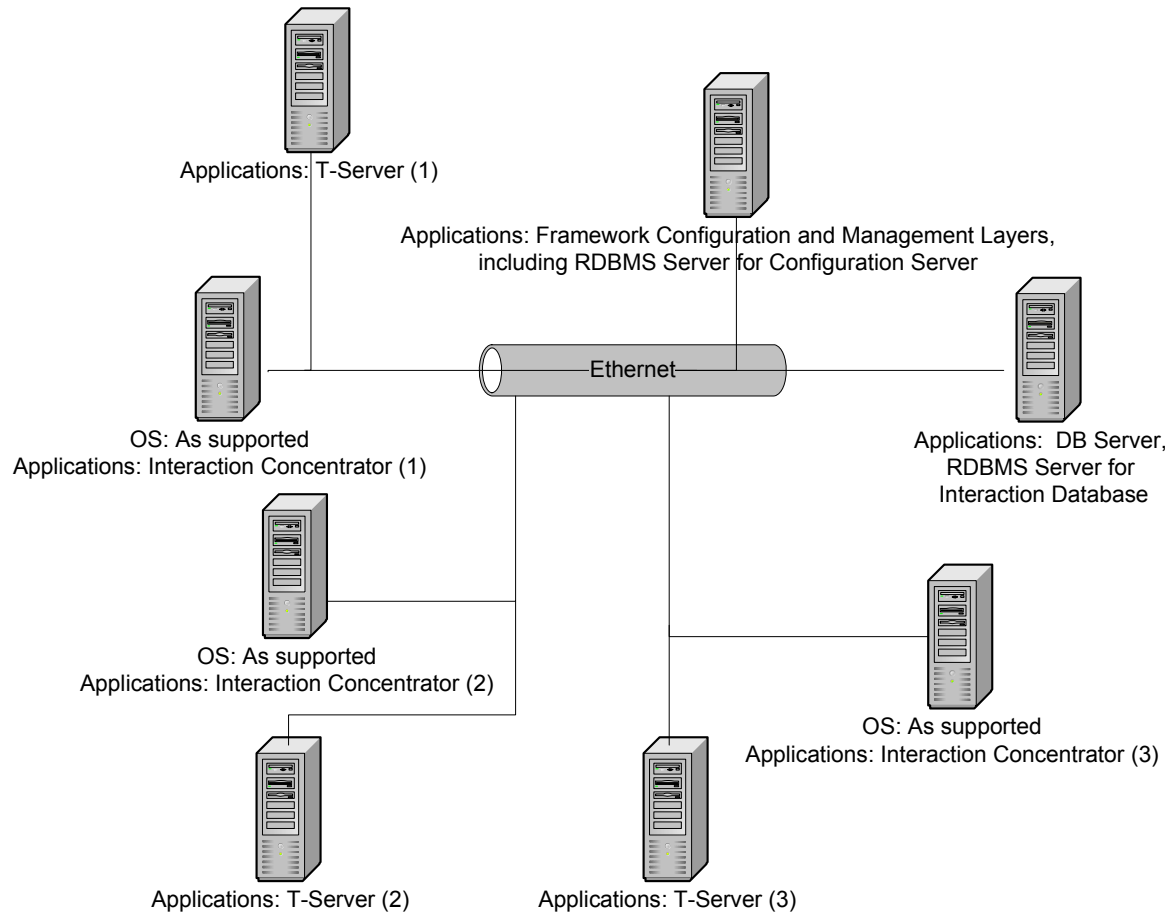 Applications: T-Server (1)
Applications: Framework Configuration and Management Layers,
including RDBMS Server for Configuration Server
Ethernet
OS: As supported
Applications: Interaction Concentrator (1)
Applications:  DB Server,
RDBMS Server for
Interaction Database
OS: As supported
Applications: Interaction Concentrator (2)
OS: As supported
Applications: Interaction Concentrator (3)
Applications: T-Server (2)
Applications: T-Server (3)